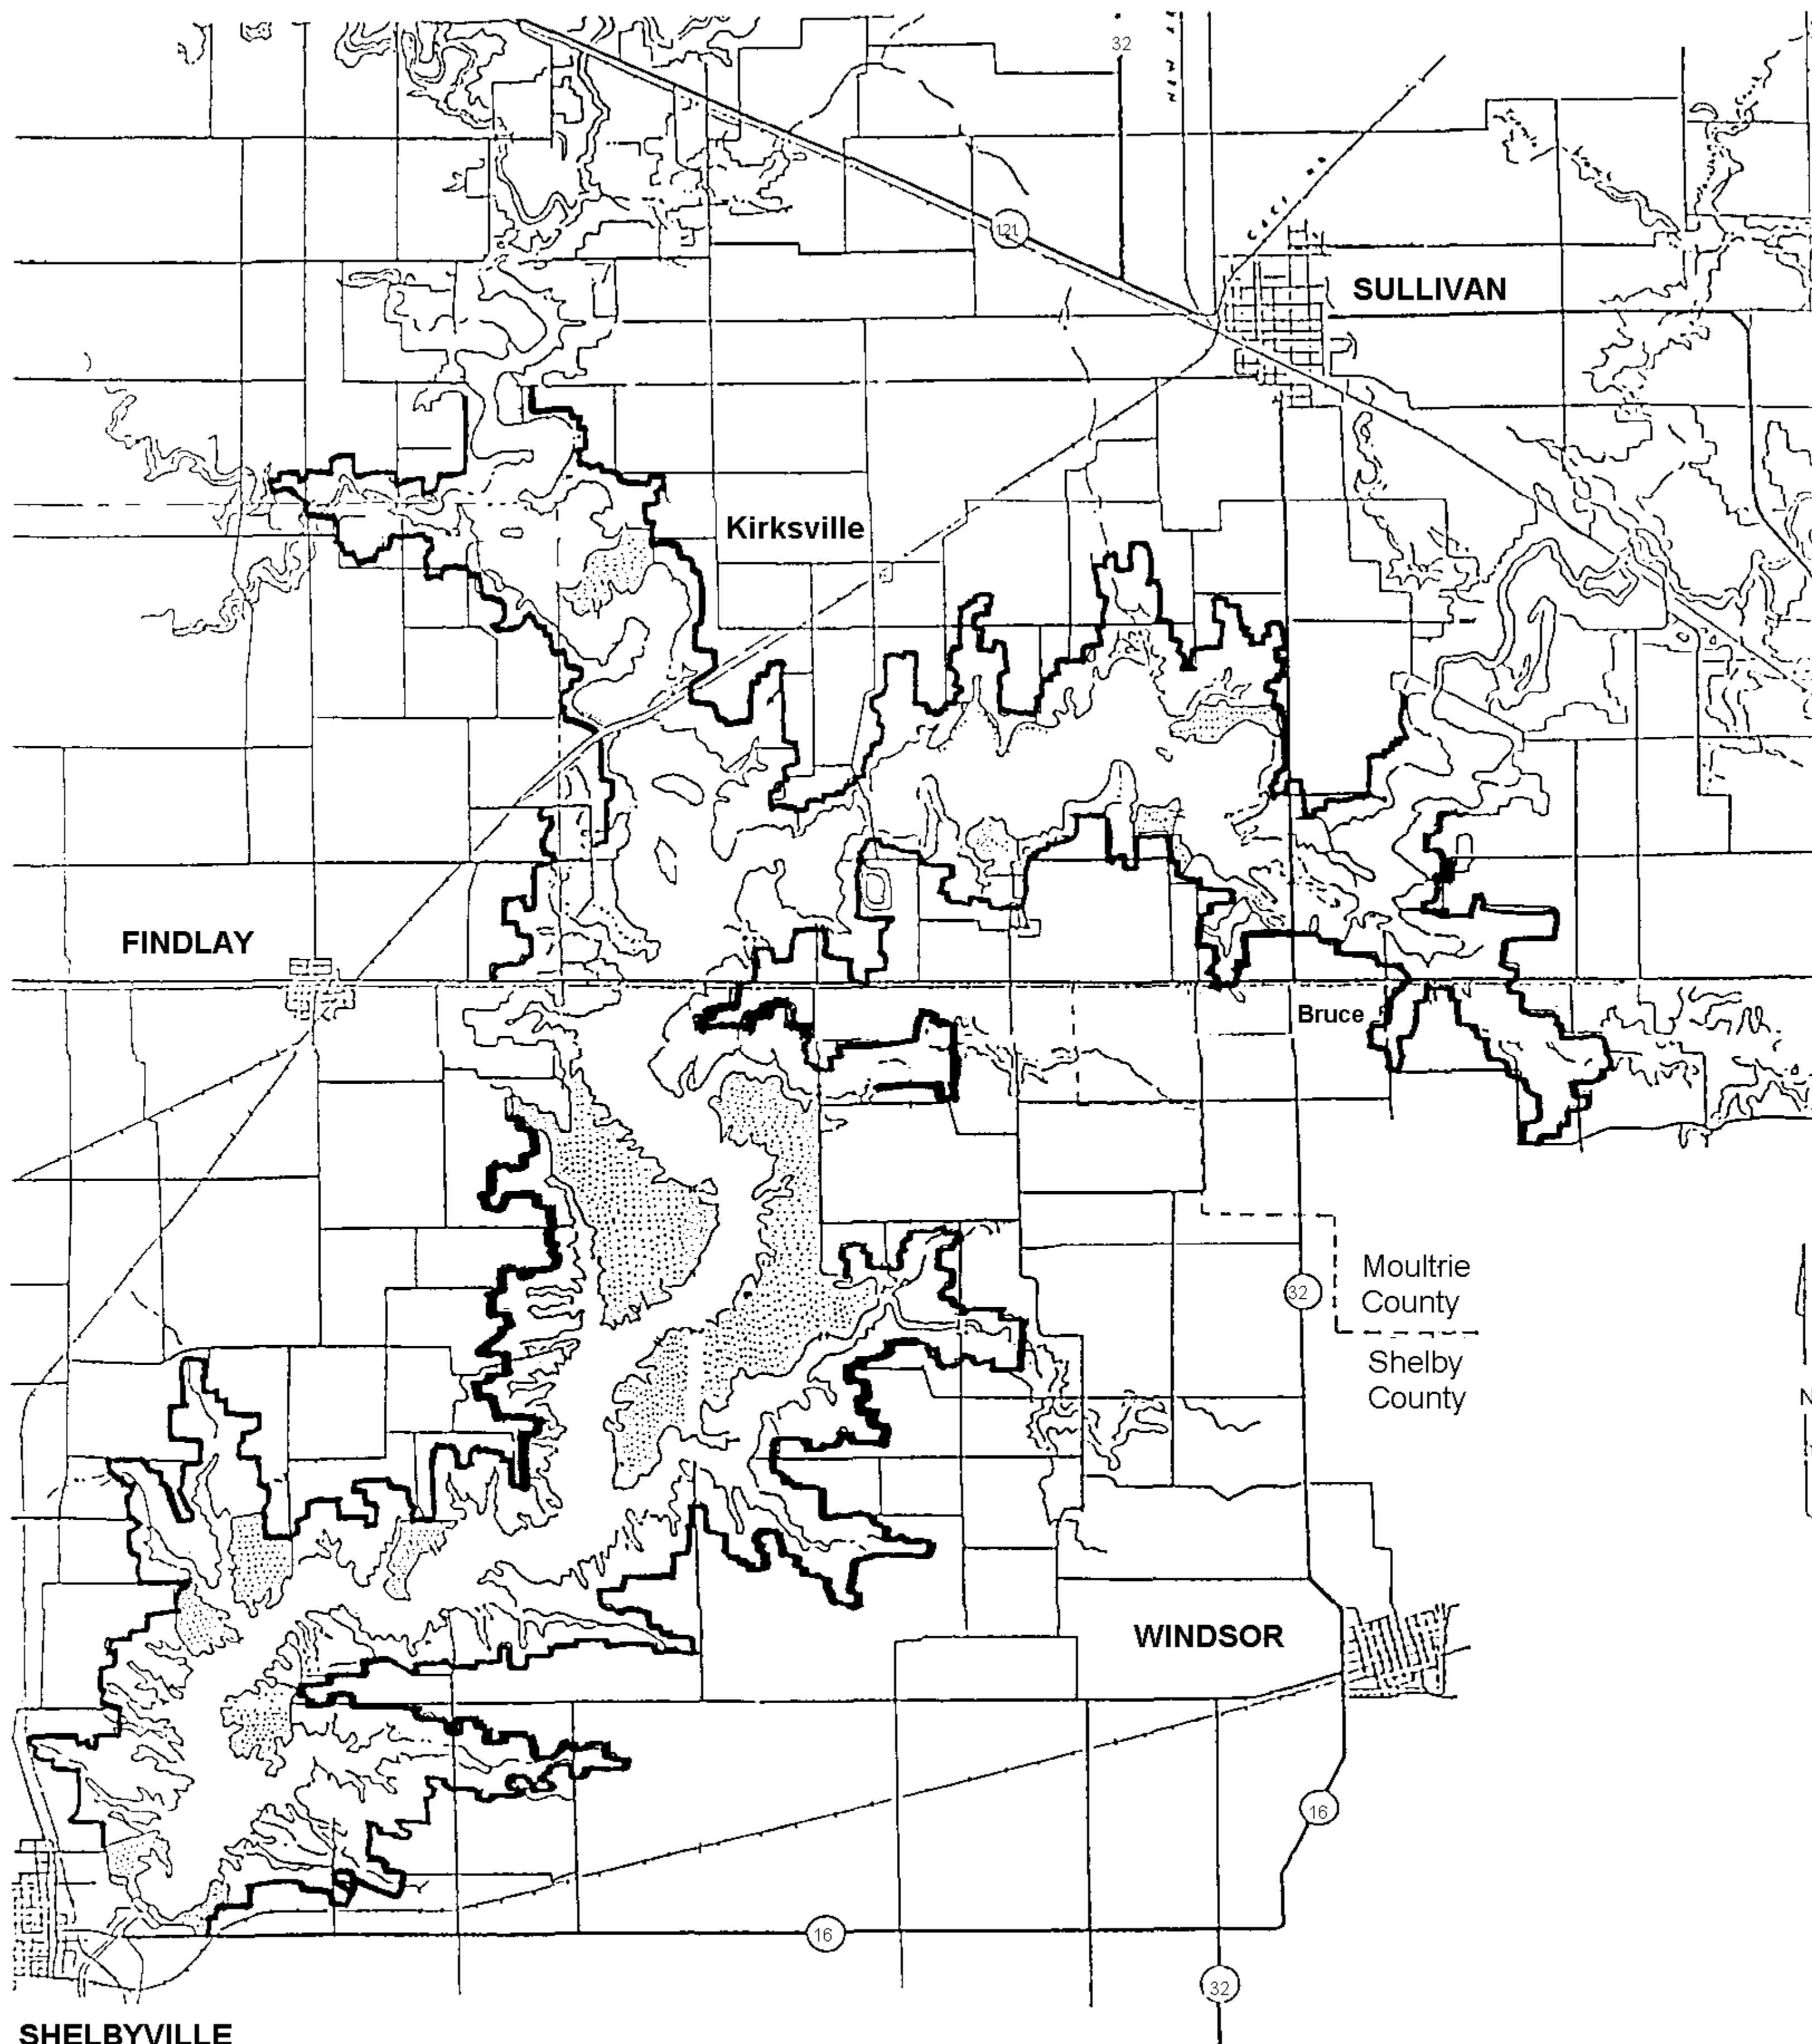 32
121
SULLIVAN
Kirksville
FINDLAY
Bruce
Moultrie
County
32
Shelby
County
N
WINDSOR
16
16
32
SHELBYVILLE